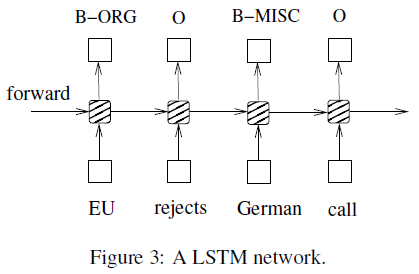 B-ORG O B-MISC O
forward
EU rejects German call
Figure 3: A LSTM network.